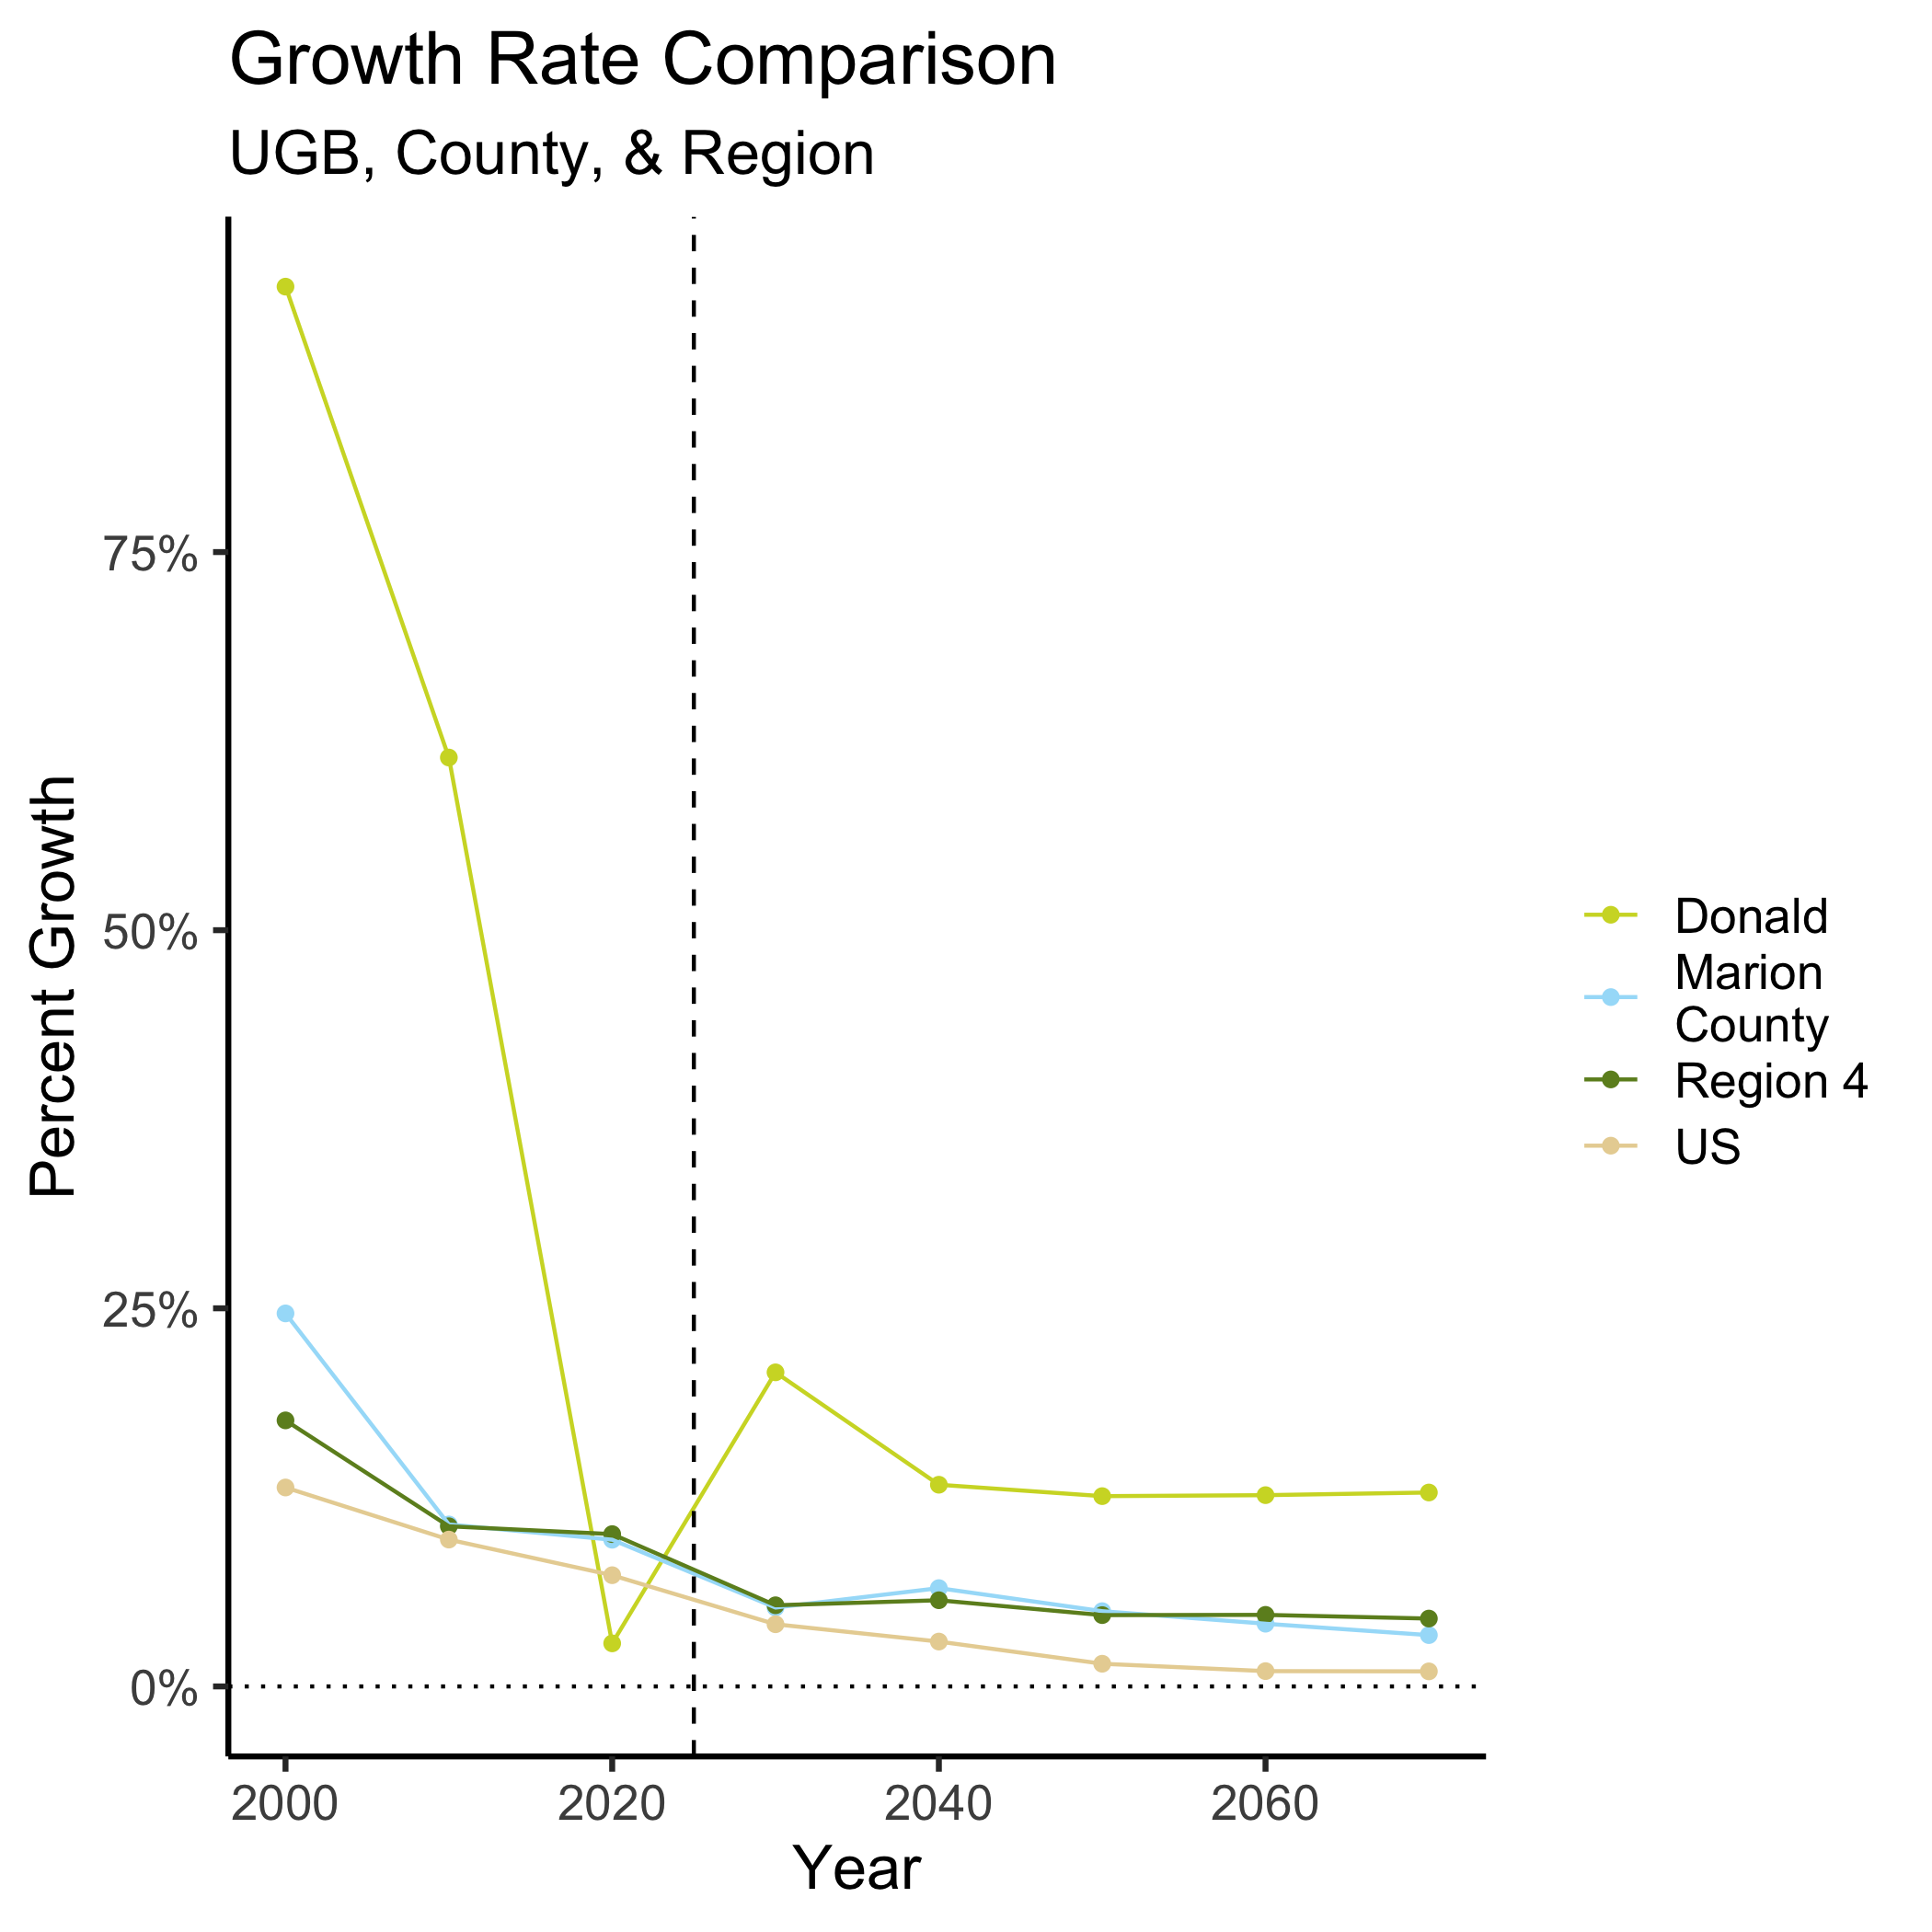 Growth Rate Comparison
UGB, County, & Region
Percent Growth
75%
50%
25%
0%
2000
2020
2040
2060
Year
Donald
Marion
County
Region 4
US